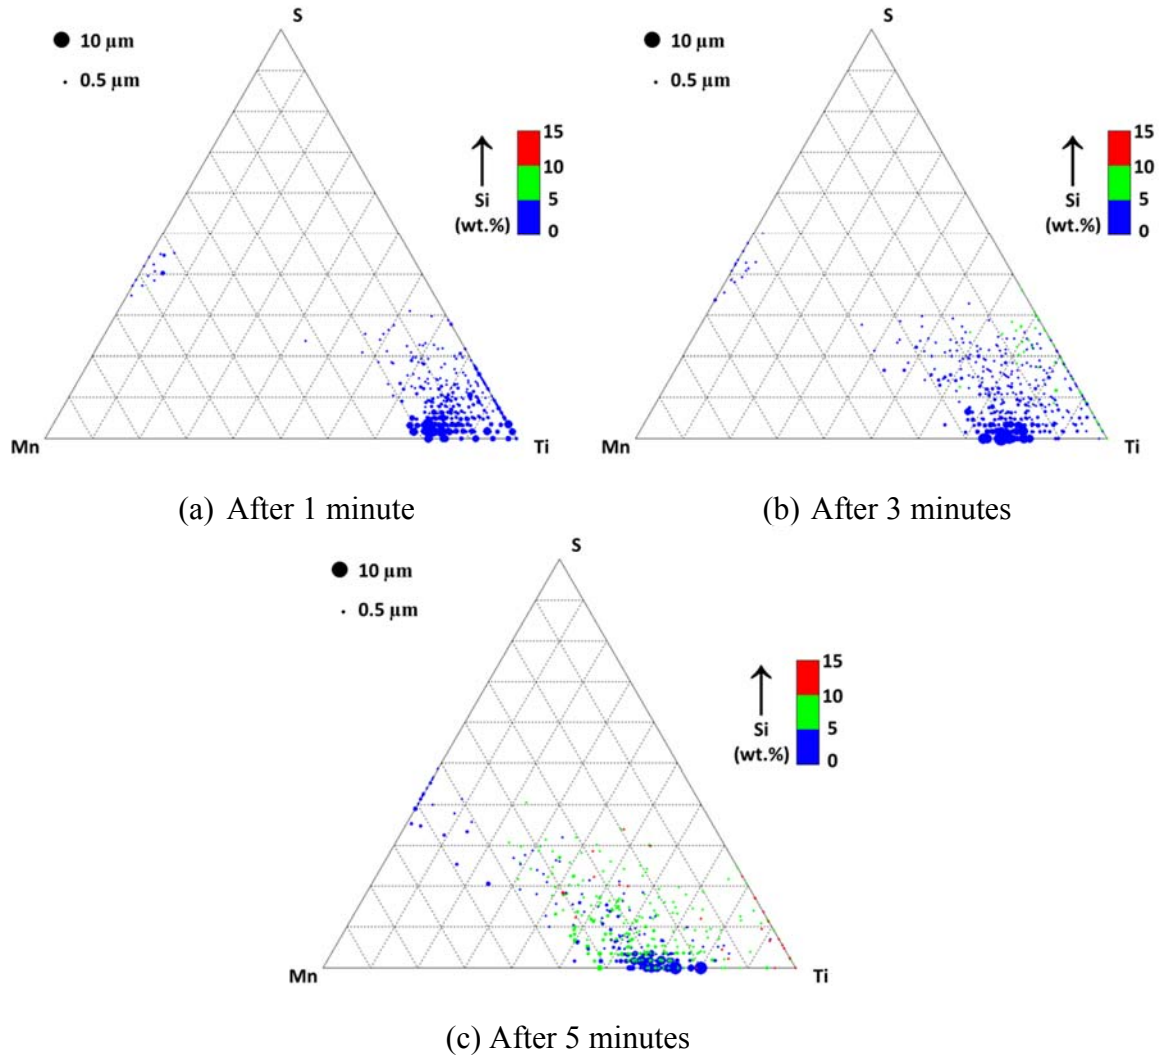 S
10 µm
0.5 µm
15
10
5
0
Si
(wt.%)
Mn
Ti
(a) After 1 minute
S
10 µm
0.5 µm
15
10
5
0
Si
(wt.%)
Mn
Ti
(b) After 3 minutes
S
10 µm
0.5 µm
15
10
5
0
Si
(wt.%)
Mn
Ti
(c) After 5 minutes